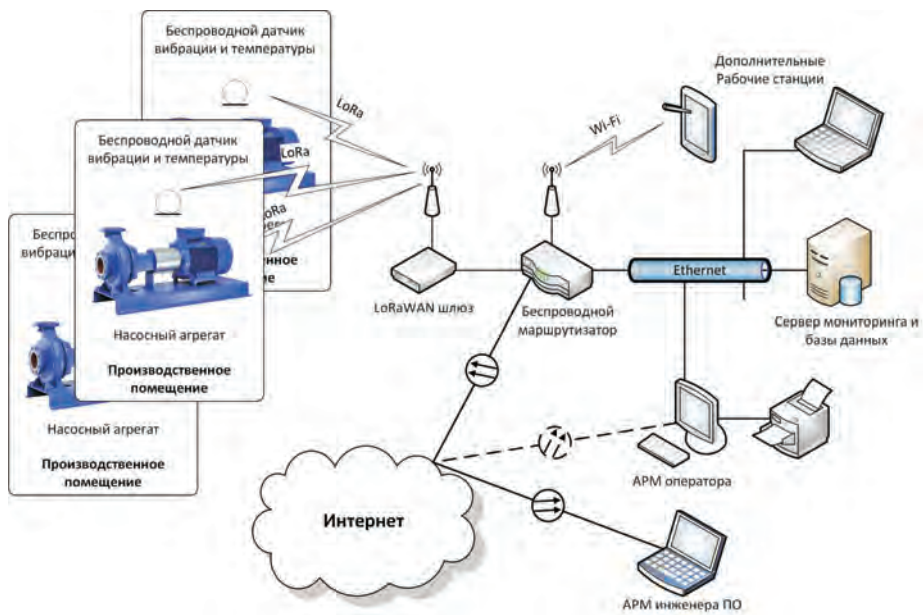 Беспроводной датчик
вибрации и температуры
LoRa
Беспроводной датчик
вибрации и температуры
LoRa
LoRa
Насосный агрегат
Производственное
помещение
Насосный агрегат
Производственное
помещение
LoRaWAN шлюз
Беспроводной
маршрутизатор
Wi-Fi
Дополнительные
Рабочие станции
Ethernet
Сервер мониторинга и
базы данных
АРМ оператора
Интернет
АРМ инженера ПО